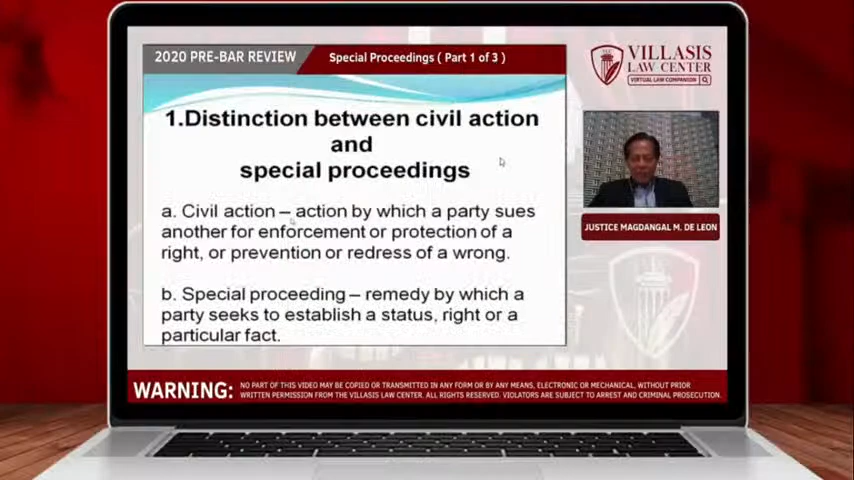 2020 PRE-BAR REVIEW
Special Proceedings ( Part 1 of 3 )
VILLASIS
LAW CENTER
VIRTUAL LAW COMPANION
1.Distinction between civil action
and
special proceedings
a. Civil action – action by which a party sues
another for enforcement or protection of a
right, or prevention or redress of a wrong.
b. Special proceeding – remedy by which a
party seeks to establish a status, right or a
particular fact.
JUSTICE MAGDANGAL M. DE LEON
WARNING:
NO PART OF THIS VIDEO MAY BE COPIED OR TRANSMITTED IN ANY FORM OR BY ANY MEANS, ELECTRONIC OR MECHANICAL, WITHOUT PRIOR
WRITTEN PERMISSION FROM THE VILLASIS LAW CENTER. ALL RIGHTS RESERVED. VIOLATORS ARE SUBJECT TO ARREST AND CRIMINAL PROSECUTION.